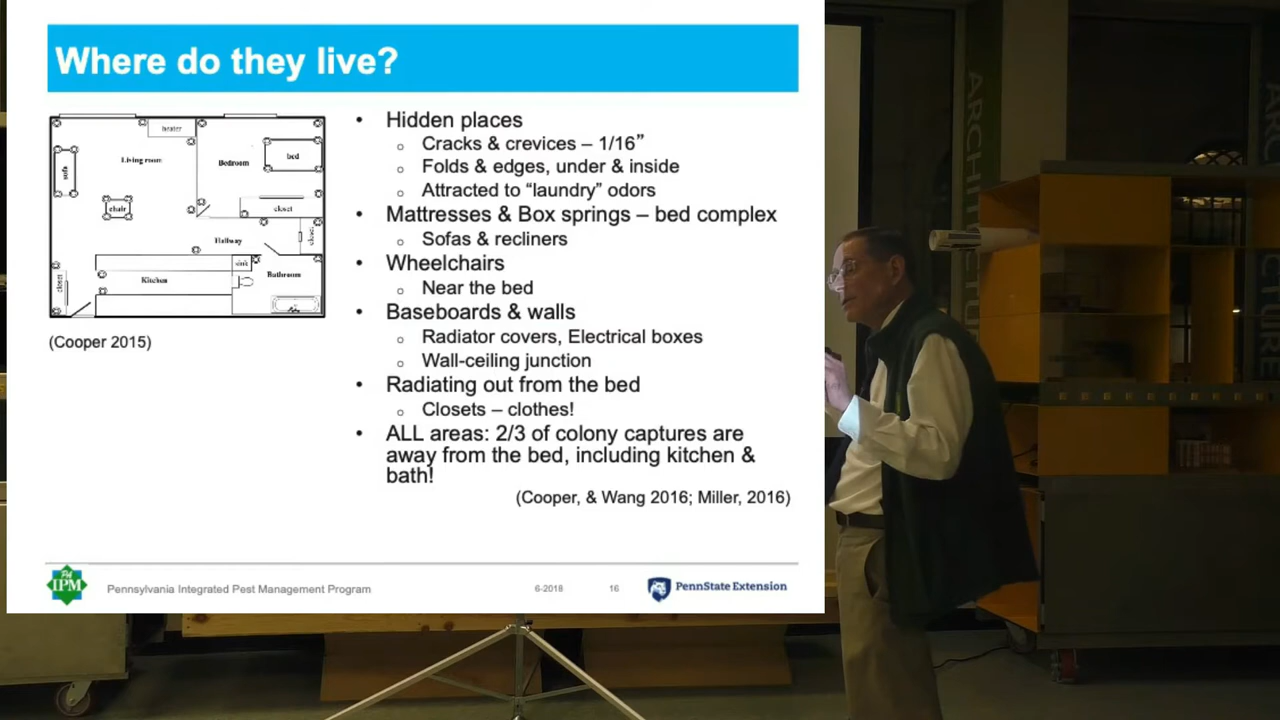 Where do they live?
heater
Living room
Bedroom
bed
sofa
chair
closet
Hallway
closet
sink
Kitchen
Bathroom
closet
(Cooper 2015)
• Hidden places
o Cracks & crevices – 1/16”
o Folds & edges, under & inside
o Attracted to “laundry” odors
• Mattresses & Box springs – bed complex
o Sofas & recliners
• Wheelchairs
o Near the bed
• Baseboards & walls
o Radiator covers, Electrical boxes
o Wall-ceiling junction
• Radiating out from the bed
o Closets – clothes!
• ALL areas: 2/3 of colony captures are
away from the bed, including kitchen &
bath!
(Cooper, & Wang 2016; Miller, 2016)
PA
IPM
Pennsylvania Integrated Pest Management Program
6-2018
16
PennState Extension
ARCHITECTURE